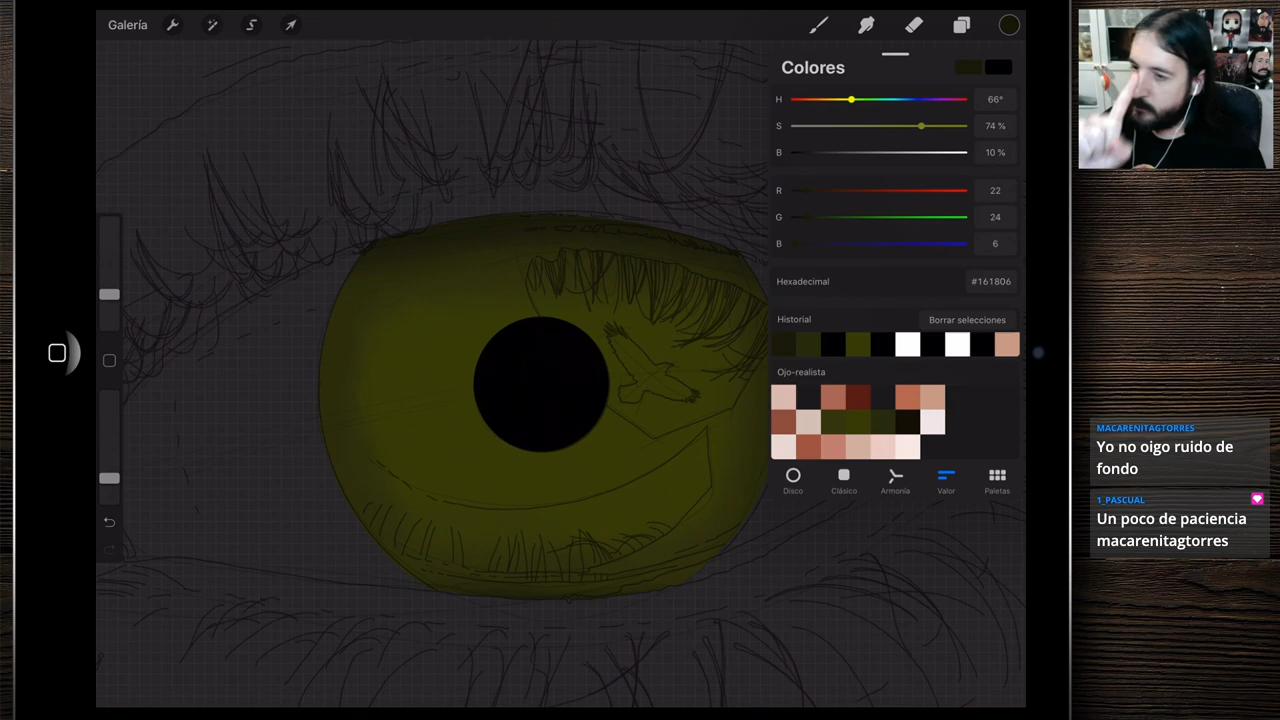 Galería
Colores
H 66°
S 74 %
B 10 %
R 22
G 24
B 6
Hexadecimal #161806
Historial Borrar selecciones
Ojo-realista
Disco Clásico Armonía Valor Paletas
MACARENITAGTORRES
Yo no oigo ruido de
fondo
1_PASCUAL
Un poco de paciencia
macarenitagtorres